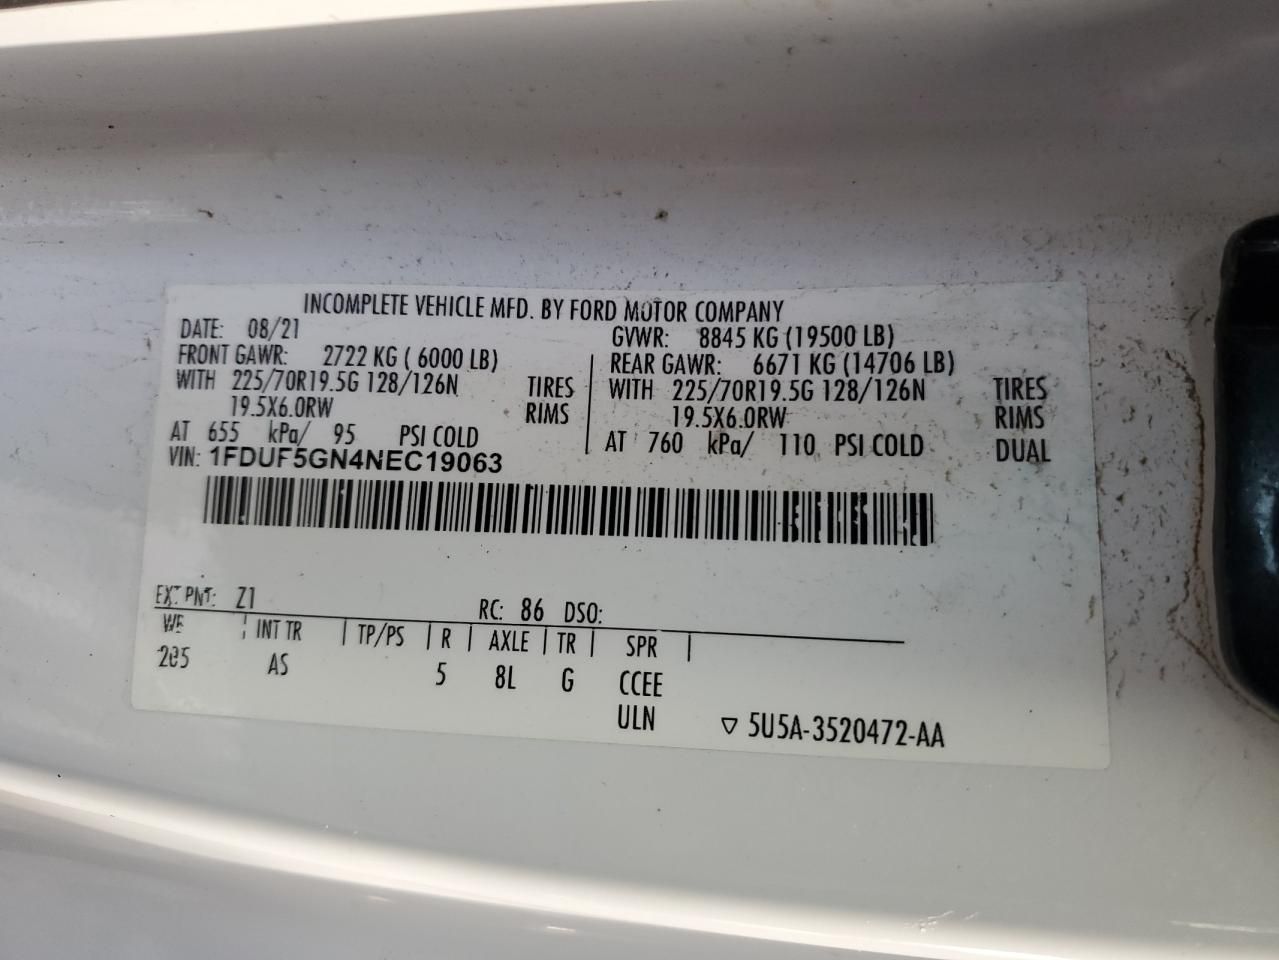 INCOMPLETE VEHICLE MFD. BY FORD MOTOR COMPANY
DATE: 08/21 GVWR: 8845 KG (19500 LB)
FRONT GAWR: 2722 KG ( 6000 LB) REAR GAWR: 6671 KG (14706 LB)
WITH 225/70R19.5G 128/126N TIRES WITH 225/70R19.5G 128/126N TIRES
19.5X6.0RW RIMS 19.5X6.0RW RIMS
AT 655 kPa/ 95 PSI COLD AT 760 kPa/ 110 PSI COLD DUAL
VIN: 1FDUF5GN4NEC19063
EXT PNT: Z1 RC: 86 DSO:
WB INT TR TP/PS R AXLE TR SPR
205 AS 5 8L G CCEE
ULN ▽ 5U5A-3520472-AA